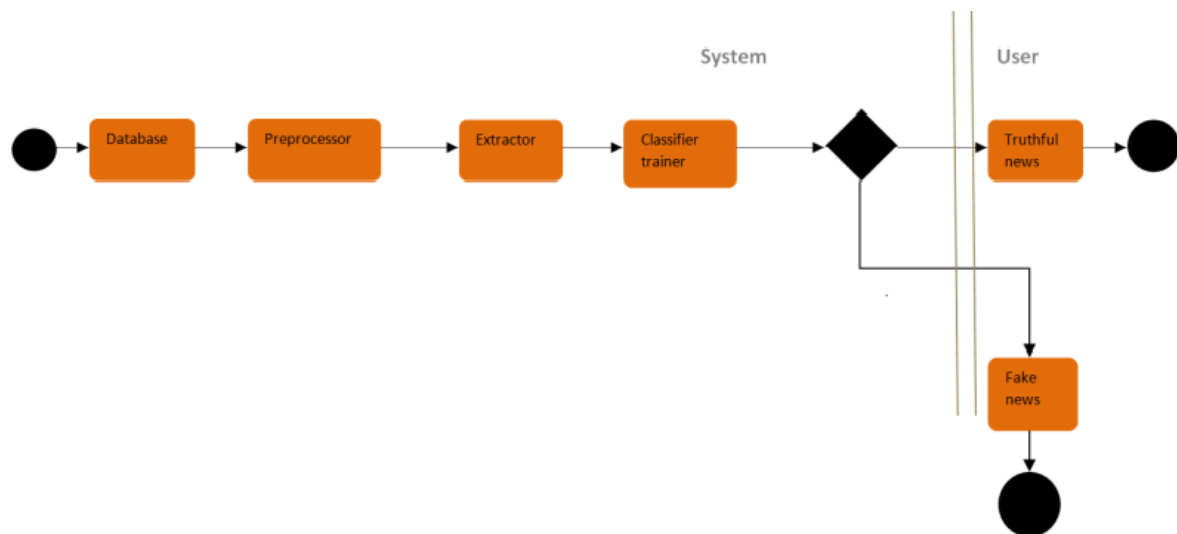 System
User
Database
Preprocessor
Extractor
Classifier
trainer
Truthful
news
Fake
news